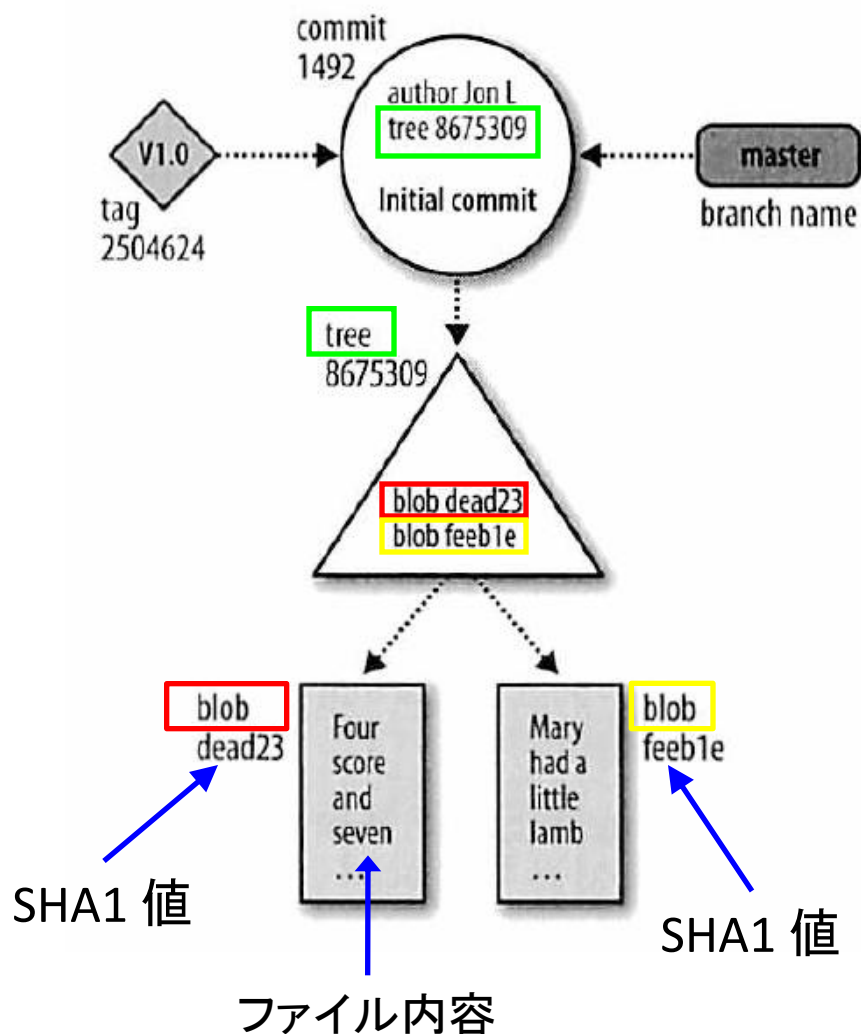 commit
1492
author Jon L
tree 8675309
Initial commit
V1.0
tag
2504624
master
branch name
tree
8675309
blob dead23
blob feeb1e
blob
dead23
Four
score
and
seven
...
Mary
had a
little
lamb
...
blob
feeb1e
SHA1 値
SHA1 値
ファイル内容